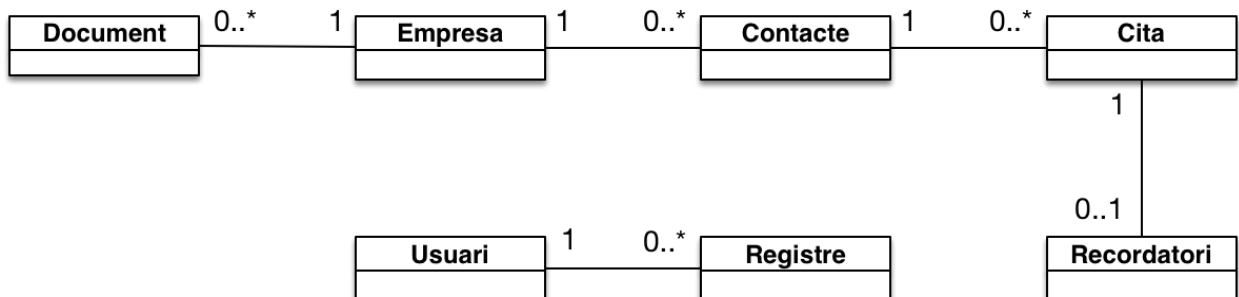 Document 0..* 1 Empresa 1 0..* Contacte 1 0..* Cita
1
0..1
Usuari 1 0..* Registre Recordatori